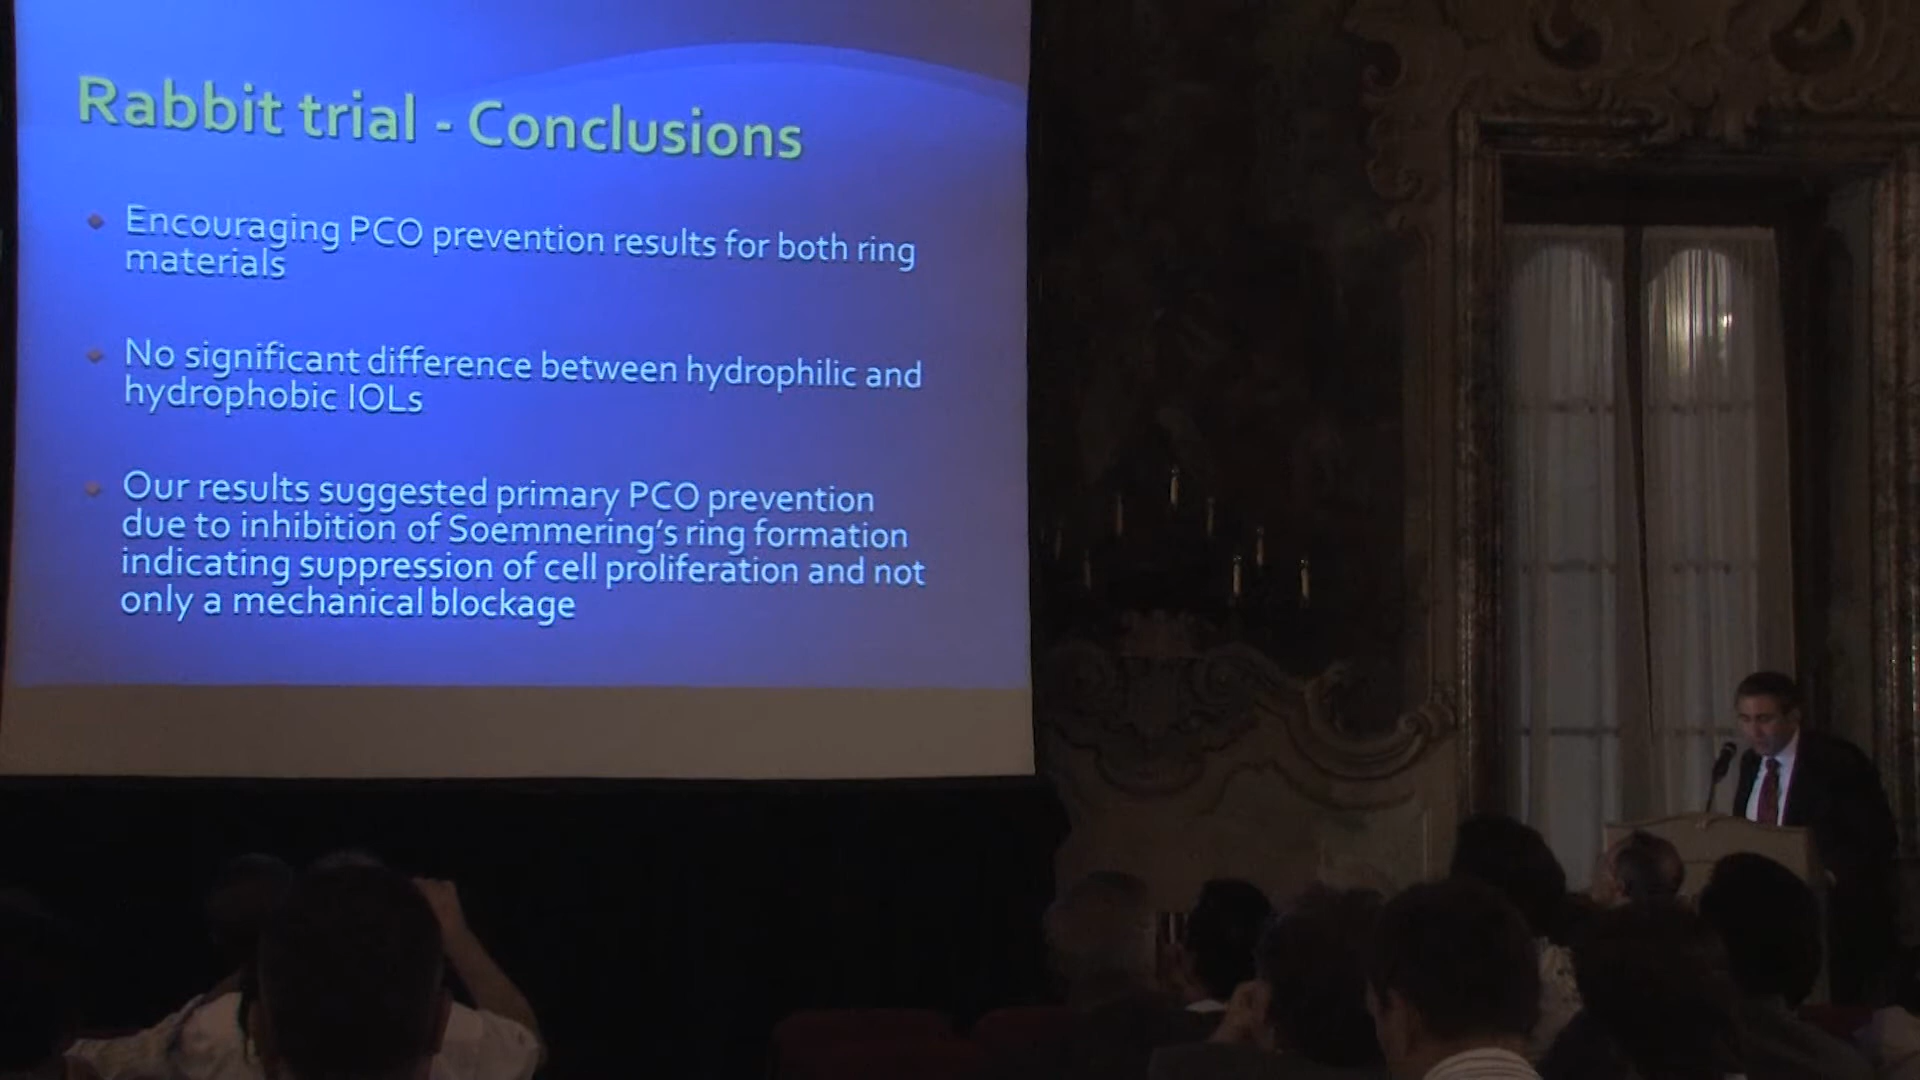 Rabbit trial - Conclusions
Encouraging PCO prevention results for both ring
materials
No significant difference between hydrophilic and
hydrophobic IOLs
Our results suggested primary PCO prevention
due to inhibition of Soemmering's ring formation
indicating suppression of cell proliferation and not
only a mechanical blockage